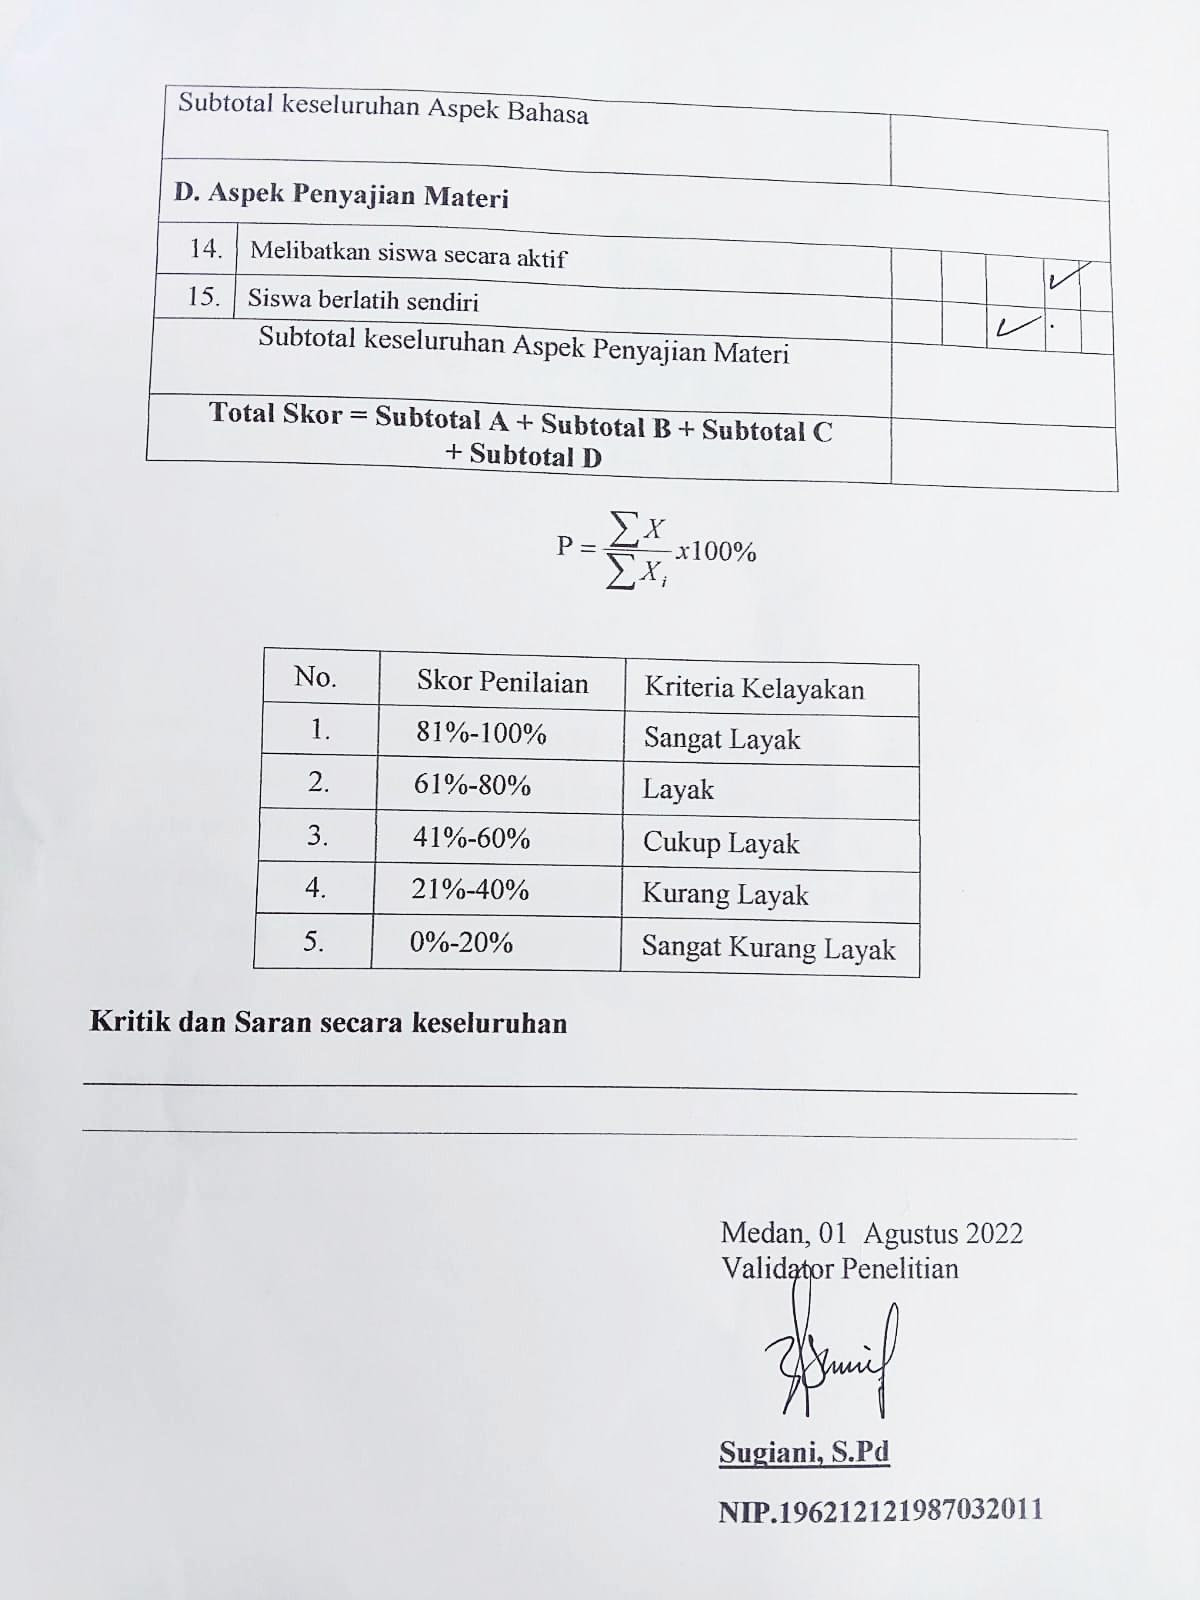 Subtotal keseluruhan Aspek Bahasa
D. Aspek Penyajian Materi
14. Melibatkan siswa secara aktif ✓
15. Siswa berlatih sendiri ✓
Subtotal keseluruhan Aspek Penyajian Materi
Total Skor = Subtotal A + Subtotal B + Subtotal C
+ Subtotal D
P = ∑X / ∑Xi x100%
No. Skor Penilaian Kriteria Kelayakan
1. 81%-100% Sangat Layak
2. 61%-80% Layak
3. 41%-60% Cukup Layak
4. 21%-40% Kurang Layak
5. 0%-20% Sangat Kurang Layak
Kritik dan Saran secara keseluruhan
Medan, 01 Agustus 2022
Validator Penelitian
Sugiani, S.Pd
NIP.196212121987032011